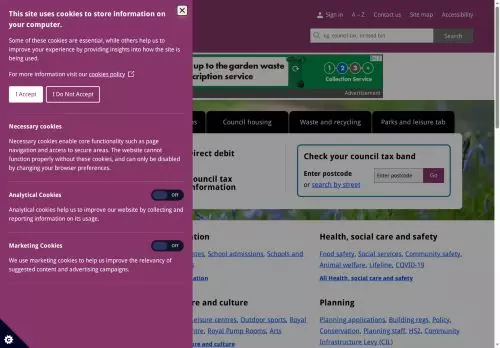 This site uses cookies to store information on
your computer.
Some of these cookies are essential, while others help us to
improve your experience by providing insights into how the site is
being used.
For more information visit our cookies policy
I Accept
I Do Not Accept
Necessary cookies
Necessary cookies enable core functionality such as page
navigation and access to secure areas. The website cannot
function properly without these cookies, and can only be disabled
by changing your browser preferences.
Analytical Cookies
OFF
Analytical cookies help us to improve our website by collecting and
reporting information on its usage.
Marketing Cookies
OFF
We use marketing cookies to help us improve the relevancy of
suggested content and advertising campaigns.
Sign in
A – Z
Contact us
Site map
Accessibility
eg. council tax, missed bin
Search
up to the garden waste
cription service
1 2 3
Collection Service
Advertisement
Council housing
Waste and recycling
Parks and leisure tab
irect debit
uncil tax
nformation
Check your council tax band
Enter postcode
or search by street
Enter postcode
Go
tion
ces, School admissions, Schools and
ation
Health, social care and safety
Food safety, Social services, Community safety,
Animal welfare, Lifeline, COVID-19
All Health, social care and safety
re and culture
eisure centres, Outdoor sports, Royal
Royal Pump Rooms, Arts
ure and culture
Planning
Planning applications, Building regs, Policy,
Conservation, Planning staff, HS2, Community
Infrastructure Levy (CIL)